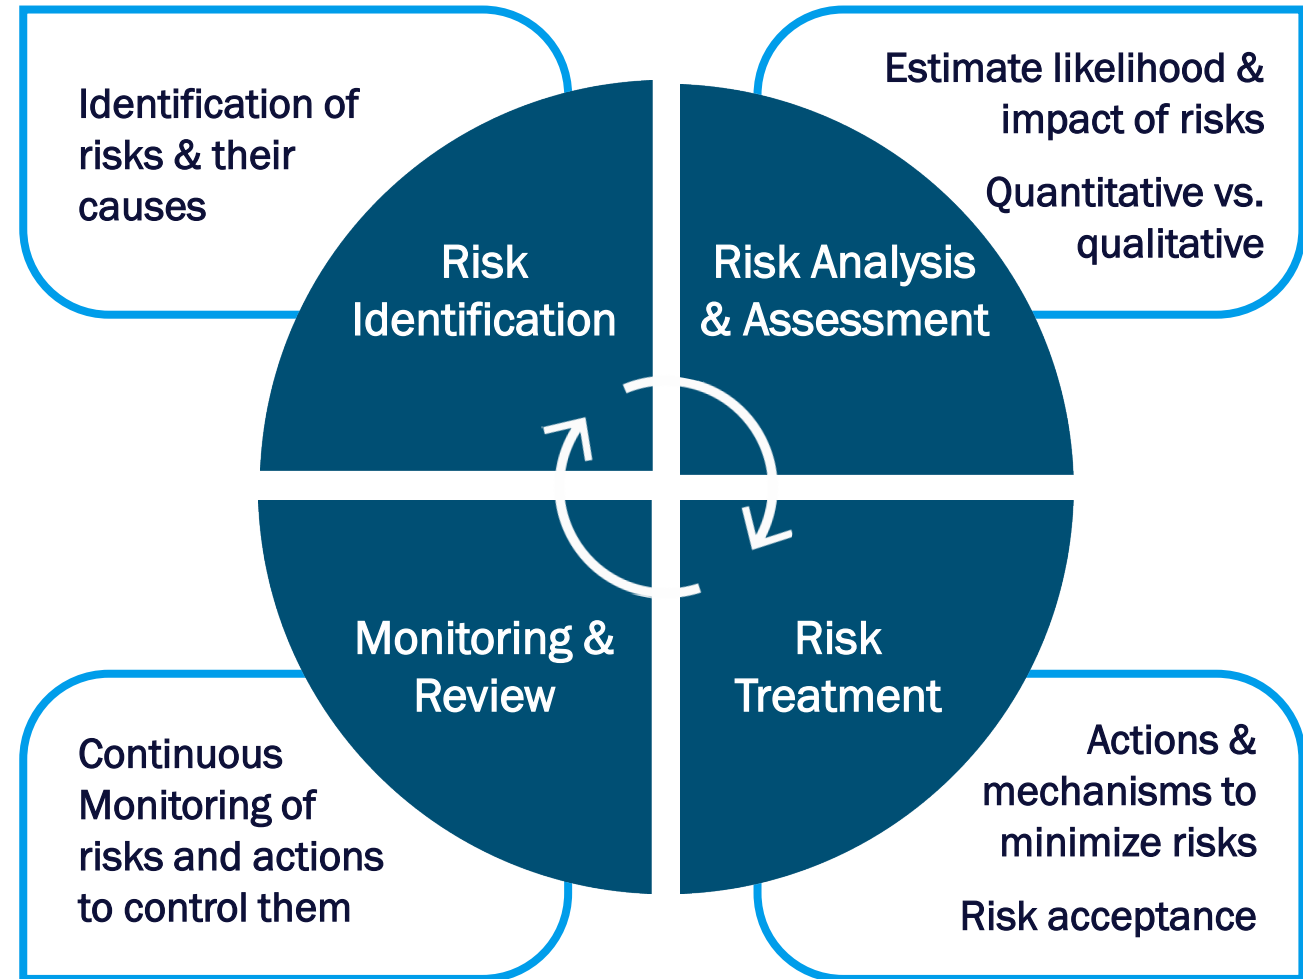 Identification of
risks & their
causes
Estimate likelihood &
impact of risks
Quantitative vs.
qualitative
Risk
Identification
Risk Analysis
& Assessment
Monitoring &
Review
Risk
Treatment
Continuous
Monitoring of
risks and actions
to control them
Actions &
mechanisms to
minimize risks
Risk acceptance